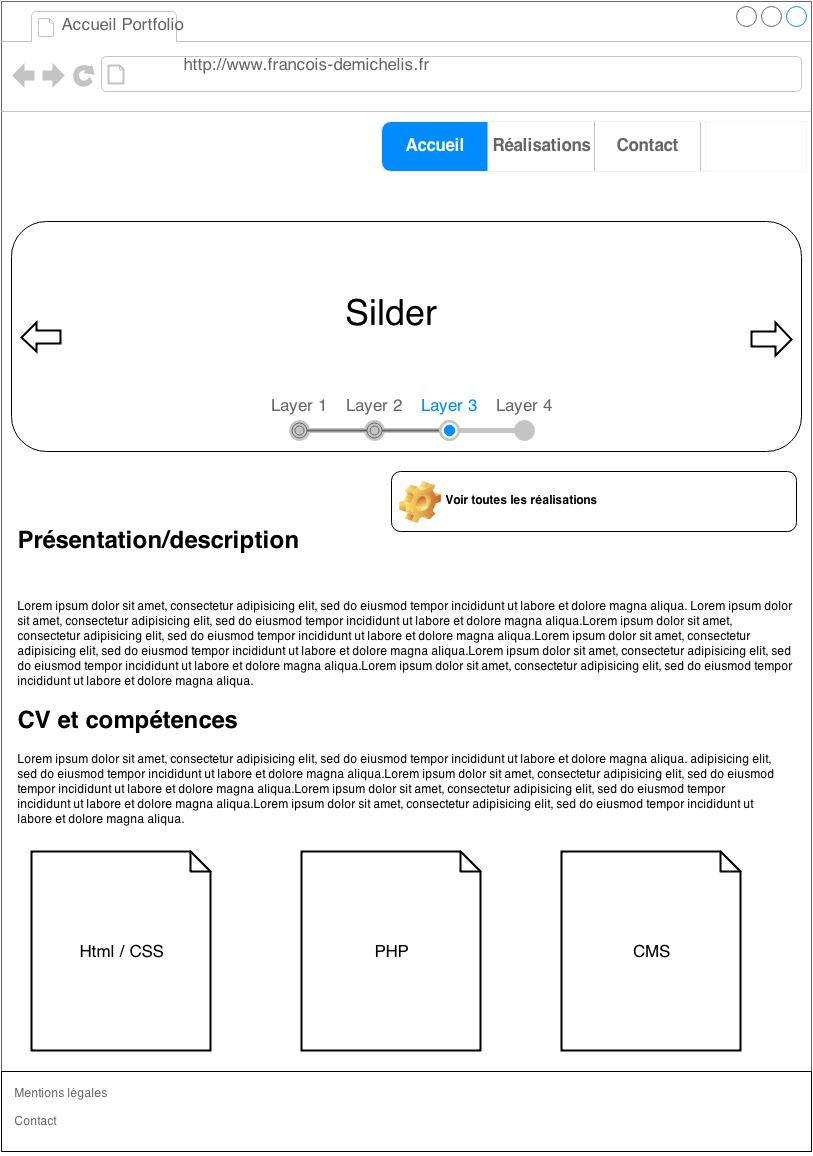 Accueil Portfolio
http://www.francois-demichelis.fr
Accueil Réalisations Contact
Silder
Layer 1 Layer 2 Layer 3 Layer 4
Voir toutes les réalisations
Présentation/description
Lorem ipsum dolor sit amet, consectetur adipisicing elit, sed do eiusmod tempor incididunt ut labore et dolore magna aliqua. Lorem ipsum dolor
sit amet, consectetur adipisicing elit, sed do eiusmod tempor incididunt ut labore et dolore magna aliqua.Lorem ipsum dolor sit amet,
consectetur adipisicing elit, sed do eiusmod tempor incididunt ut labore et dolore magna aliqua.Lorem ipsum dolor sit amet, consectetur
adipisicing elit, sed do eiusmod tempor incididunt ut labore et dolore magna aliqua.Lorem ipsum dolor sit amet, consectetur adipisicing elit, sed
do eiusmod tempor incididunt ut labore et dolore magna aliqua.Lorem ipsum dolor sit amet, consectetur adipisicing elit, sed do eiusmod tempor
incididunt ut labore et dolore magna aliqua.
CV et compétences
Lorem ipsum dolor sit amet, consectetur adipisicing elit, sed do eiusmod tempor incididunt ut labore et dolore magna aliqua. adipisicing elit,
sed do eiusmod tempor incididunt ut labore et dolore magna aliqua.Lorem ipsum dolor sit amet, consectetur adipisicing elit, sed do eiusmod
tempor incididunt ut labore et dolore magna aliqua.Lorem ipsum dolor sit amet, consectetur adipisicing elit, sed do eiusmod tempor
incididunt ut labore et dolore magna aliqua.Lorem ipsum dolor sit amet, consectetur adipisicing elit, sed do eiusmod tempor incididunt ut
labore et dolore magna aliqua.
Html / CSS PHP CMS
Mentions légales
Contact